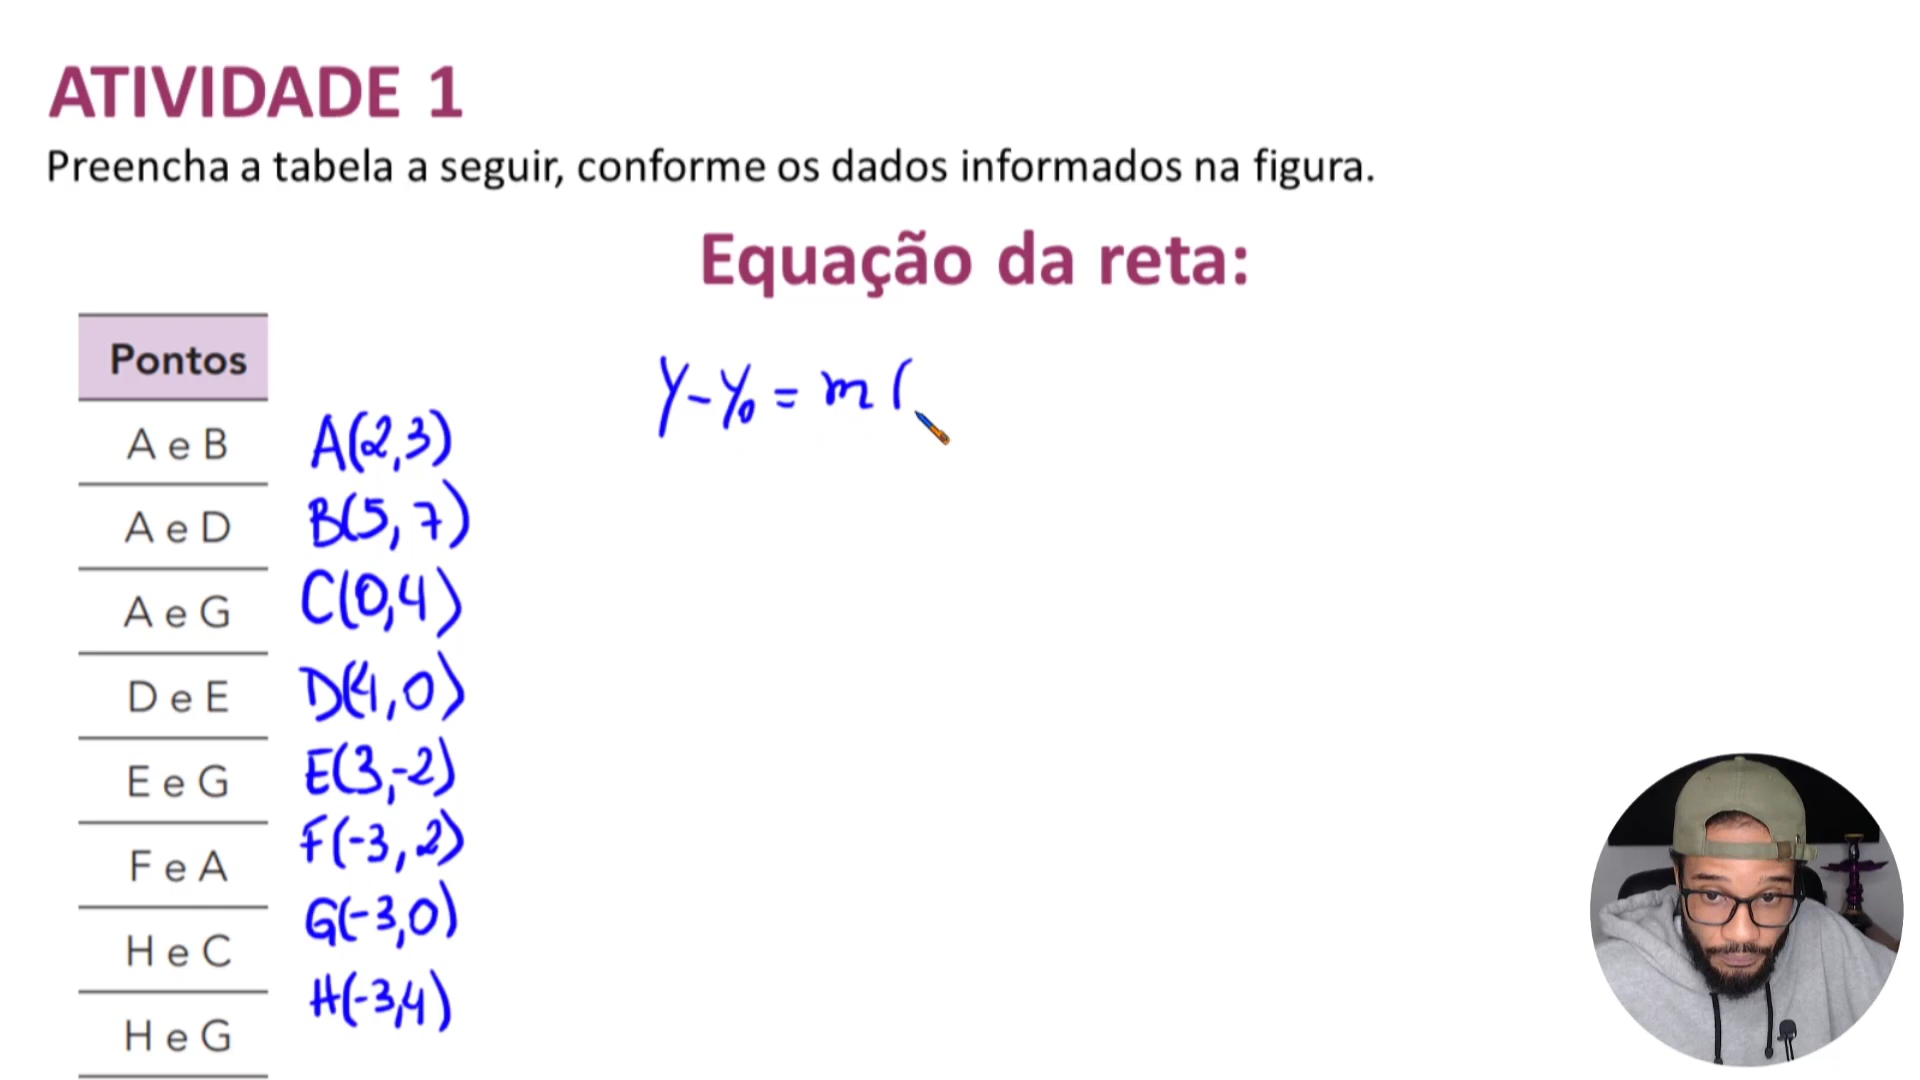 ATIVIDADE 1
Preencha a tabela a seguir, conforme os dados informados na figura.
Equação da reta:
Pontos
A e B
A e D
A e G
D e E
E e G
F e A
H e C
H e G
A(2,3)
B(5,7)
C(0,4)
D(4,0)
E(3,-2)
F(-3,2)
G(-3,0)
H(-3,4)
Y-Y₀ = m (